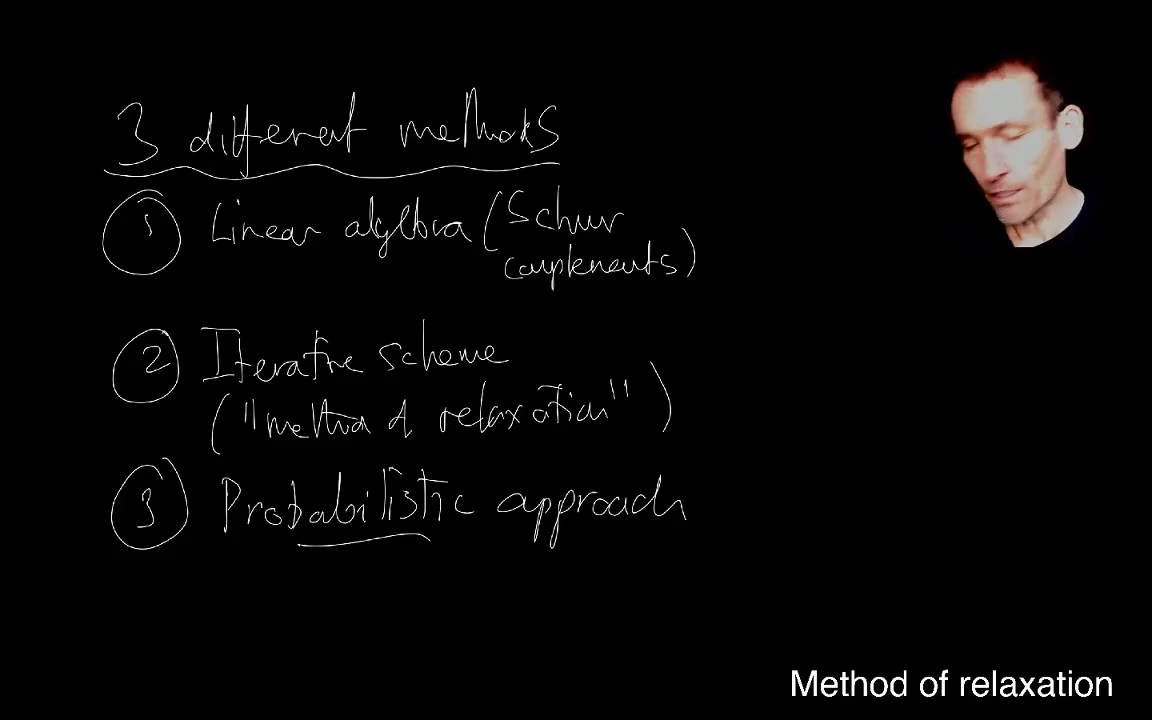 3 different methods
1 Linear algebra (Schur
complements)
2 Iterative scheme
("method of relaxation")
3 Probabilistic approach
Method of relaxation